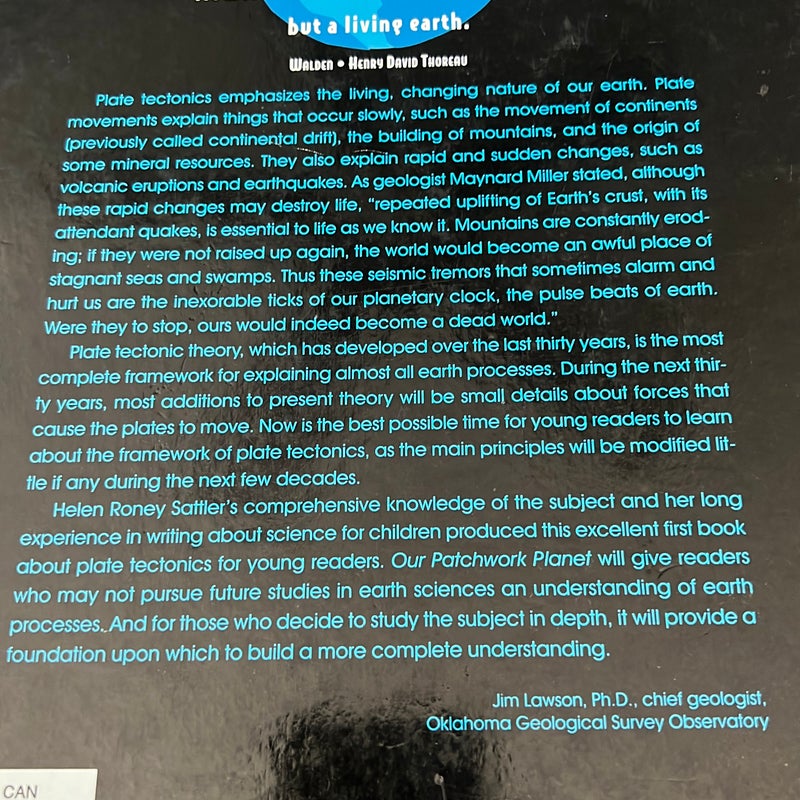 but a living earth.
Walden • Henry David Thoreau
Plate tectonics emphasizes the living, changing nature of our earth. Plate
movements explain things that occur slowly, such as the movement of continents
(previously called continental drift), the building of mountains, and the origin of
some mineral resources. They also explain rapid and sudden changes, such as
volcanic eruptions and earthquakes. As geologist Maynard Miller stated, although
these rapid changes may destroy life, “repeated uplifting of Earth’s crust, with its
attendant quakes, is essential to life as we know it. Mountains are constantly erod-
ing; if they were not raised up again, the world would become an awful place of
stagnant seas and swamps. Thus these seismic tremors that sometimes alarm and
hurt us are the inexorable ticks of our planetary clock, the pulse beats of earth.
Were they to stop, ours would indeed become a dead world.”
Plate tectonic theory, which has developed over the last thirty years, is the most
complete framework for explaining almost all earth processes. During the next thir-
ty years, most additions to present theory will be small details about forces that
cause the plates to move. Now is the best possible time for young readers to learn
about the framework of plate tectonics, as the main principles will be modified lit-
tle if any during the next few decades.
Helen Roney Sattler’s comprehensive knowledge of the subject and her long
experience in writing about science for children produced this excellent first book
about plate tectonics for young readers. Our Patchwork Planet will give readers
who may not pursue future studies in earth sciences an understanding of earth
processes. And for those who decide to study the subject in depth, it will provide a
foundation upon which to build a more complete understanding.
Jim Lawson, Ph.D., chief geologist,
Oklahoma Geological Survey Observatory
CAN